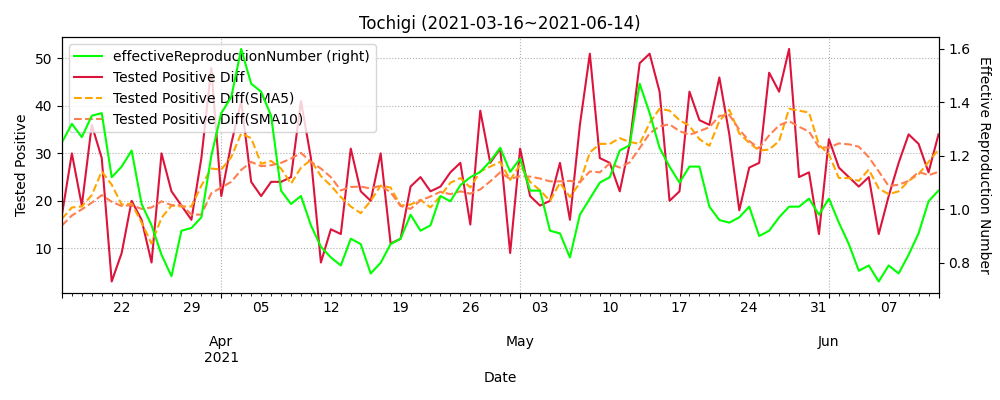 Tochigi (2021-03-16~2021-06-14)
effectiveReproductionNumber (right)
Tested Positive Diff
Tested Positive Diff(SMA5)
Tested Positive Diff(SMA10)
Tested Positive
50
40
30
20
10
Effective Reproduction Number
1.6
1.4
1.2
1.0
0.8
22 29 05 12 19 26 03 10 17 24 31 07
Apr May Jun
2021
Date